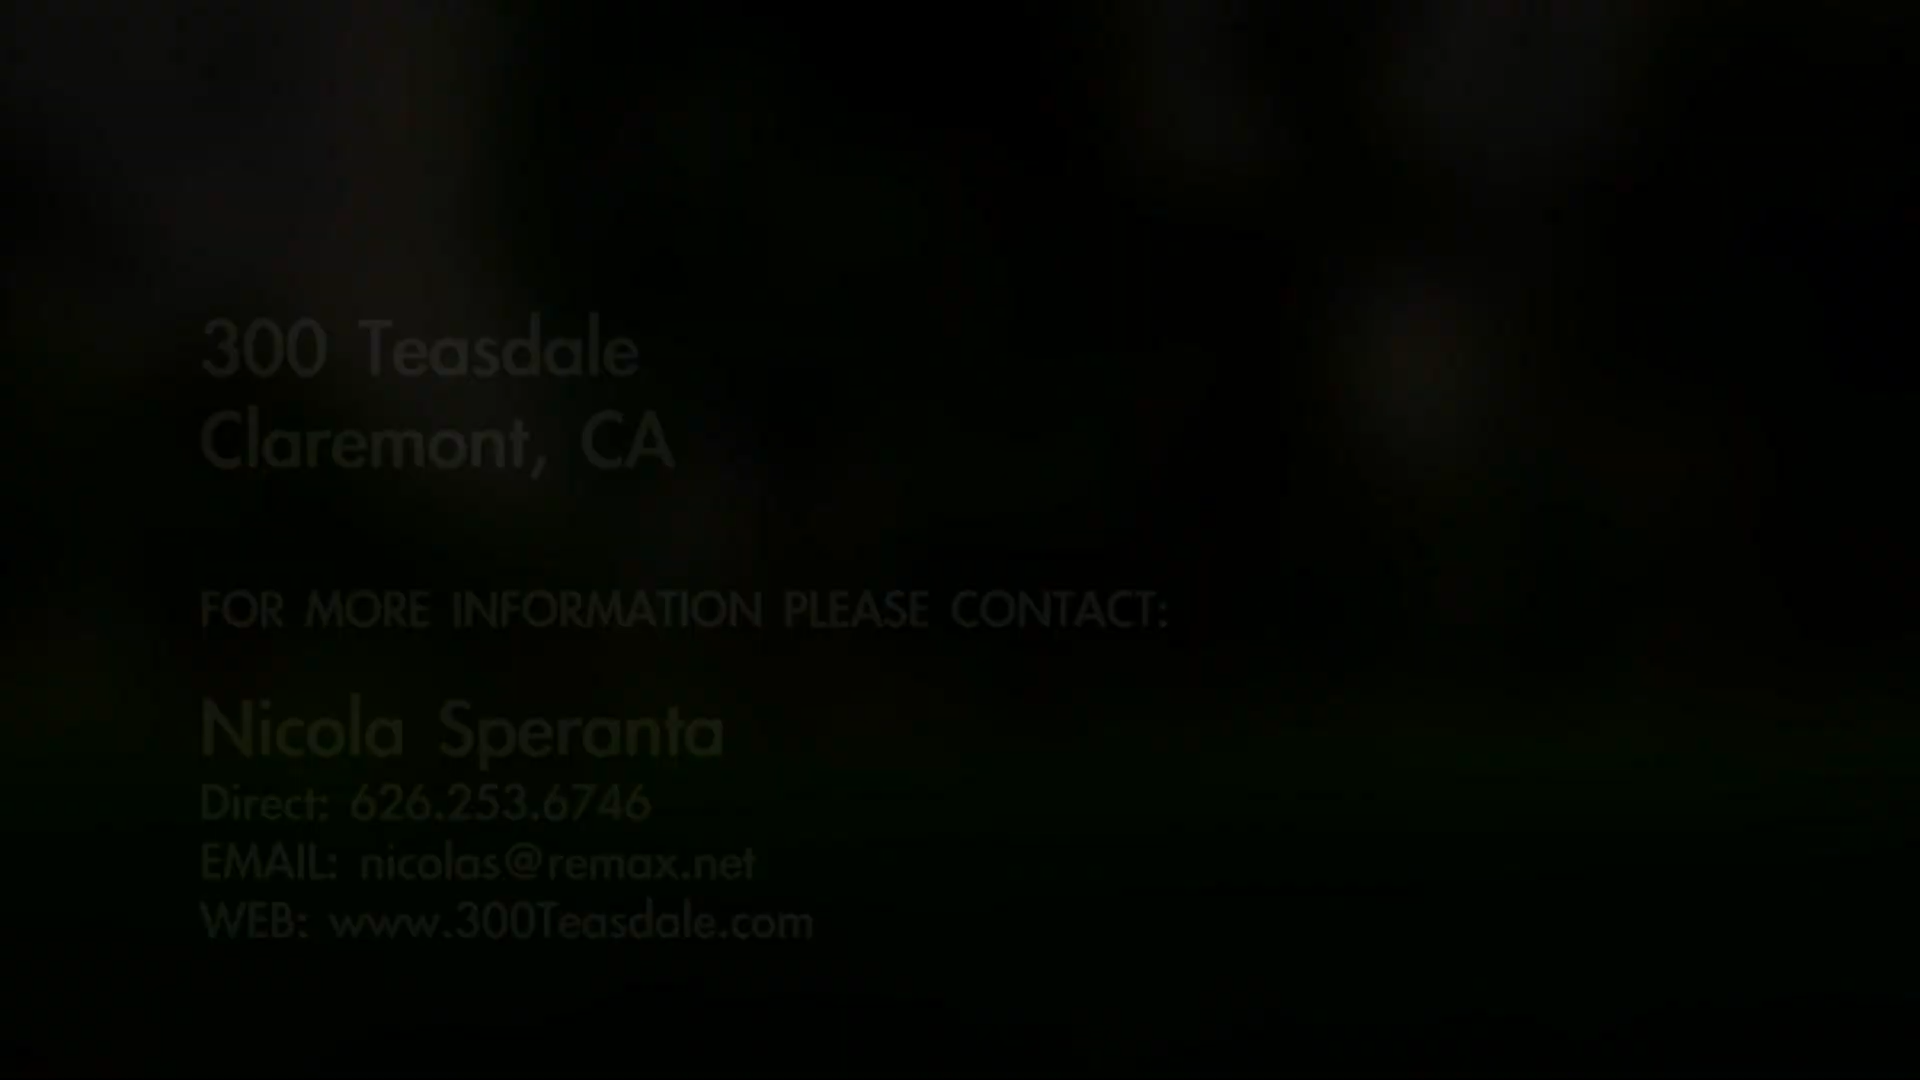 300 Teasdale
Claremont, CA
FOR MORE INFORMATION PLEASE CONTACT:
Nicola Speranta
Direct: 626.253.6746
EMAIL: nicolas@remax.net
WEB: www.300Teasdale.com